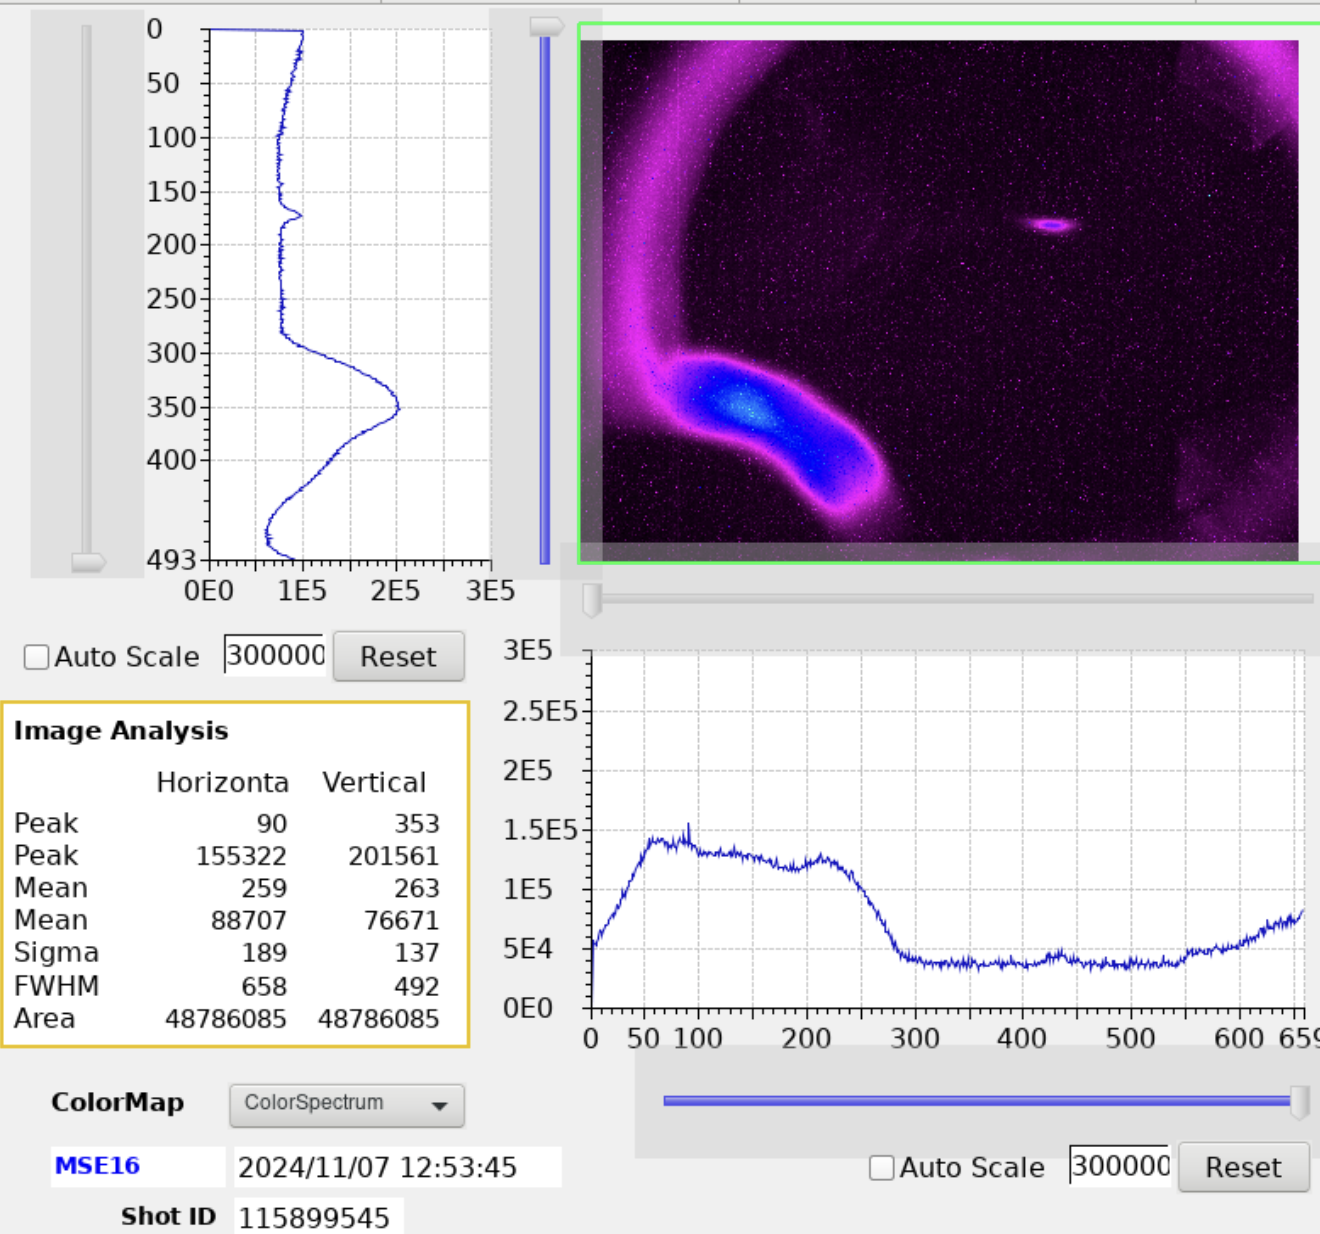 0
50
100
150
200
250
300
350
400
493
0E0 1E5 2E5 3E5
Auto Scale 300000 Reset
Image Analysis
Horizonta Vertical
Peak 90 353
Peak 155322 201561
Mean 259 263
Mean 88707 76671
Sigma 189 137
FWHM 658 492
Area 48786085 48786085
ColorMap ColorSpectrum
MSE16 2024/11/07 12:53:45
Shot ID 115899545
3E5
2.5E5
2E5
1.5E5
1E5
5E4
0E0
0 50 100 200 300 400 500 600 659
Auto Scale 300000 Reset